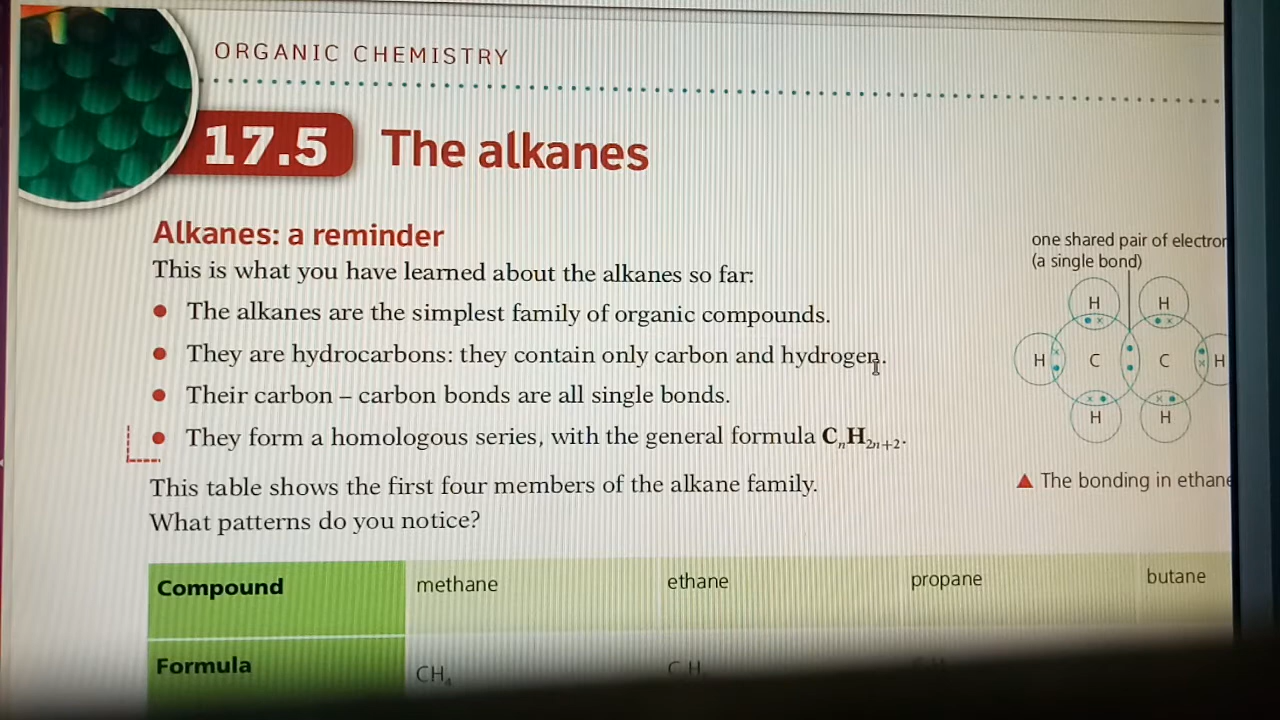 ORGANIC CHEMISTRY
17.5 The alkanes
Alkanes: a reminder
This is what you have learned about the alkanes so far:
• The alkanes are the simplest family of organic compounds.
• They are hydrocarbons: they contain only carbon and hydrogen.
• Their carbon – carbon bonds are all single bonds.
• They form a homologous series, with the general formula CₙH₂ₙ₊₂.
This table shows the first four members of the alkane family.
What patterns do you notice?
one shared pair of electron
(a single bond)
H H
H C C H
H H
▲ The bonding in ethane
Compound methane ethane propane butane
Formula CH₄